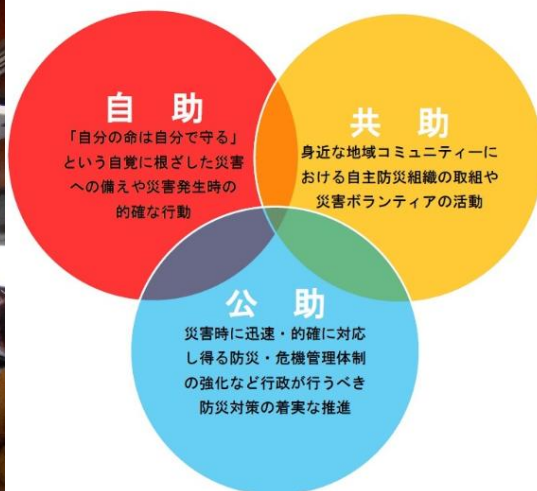 自 助
「自分の命は自分で守る」
という自覚に根ざした災害
への備えや災害発生時の
的確な行動
共 助
身近な地域コミュニティーに
おける自主防災組織の取組や
災害ボランティアの活動
公 助
災害時に迅速・的確に対応
し得る防災・危機管理体制
の強化など行政が行うべき
防災対策の着実な推進